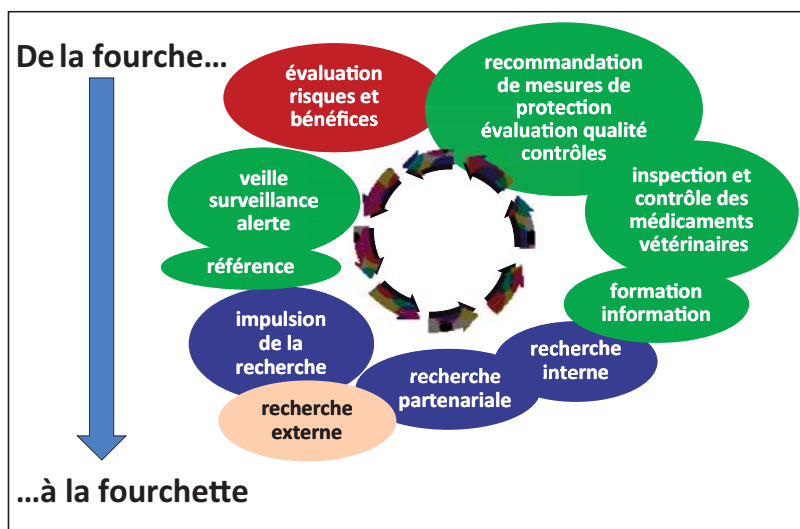 De la fourche…
évaluation
risques et
bénéfices
recommandation
de mesures de
protection
évaluation qualité
contrôles
veille
surveillance
alerte
inspection et
contrôle des
médicaments
vétérinaires
référence
formation
information
impulsion
de la
recherche
recherche
interne
recherche
partenariale
recherche
externe
…à la fourchette